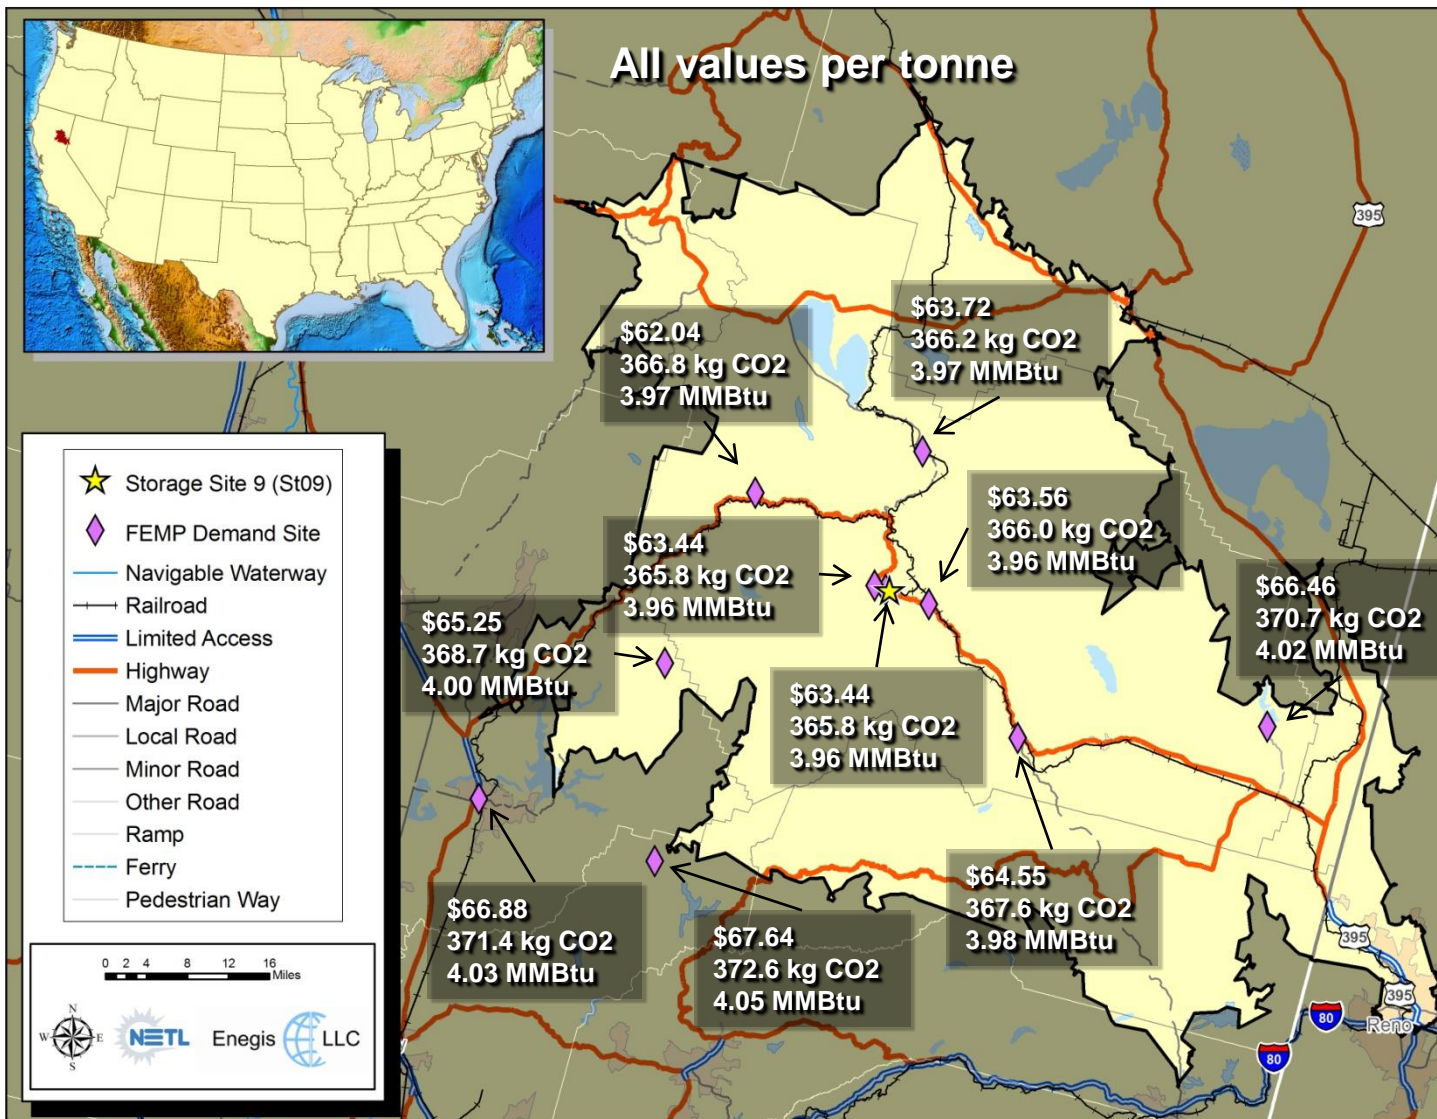 All values per tonne
395
$63.72
366.2 kg CO2
3.97 MMBtu
$62.04
366.8 kg CO2
3.97 MMBtu
$63.56
366.0 kg CO2
3.96 MMBtu
$63.44
365.8 kg CO2
3.96 MMBtu
$66.46
370.7 kg CO2
4.02 MMBtu
$65.25
368.7 kg CO2
4.00 MMBtu
$63.44
365.8 kg CO2
3.96 MMBtu
$64.55
367.6 kg CO2
3.98 MMBtu
$66.88
371.4 kg CO2
4.03 MMBtu
$67.64
372.6 kg CO2
4.05 MMBtu
395
395
Reno
80
80
Storage Site 9 (St09)
FEMP Demand Site
Navigable Waterway
Railroad
Limited Access
Highway
Major Road
Local Road
Minor Road
Other Road
Ramp
Ferry
Pedestrian Way
0 2 4 8 12 16
Miles
N
W E
S
NETL
Enegis LLC